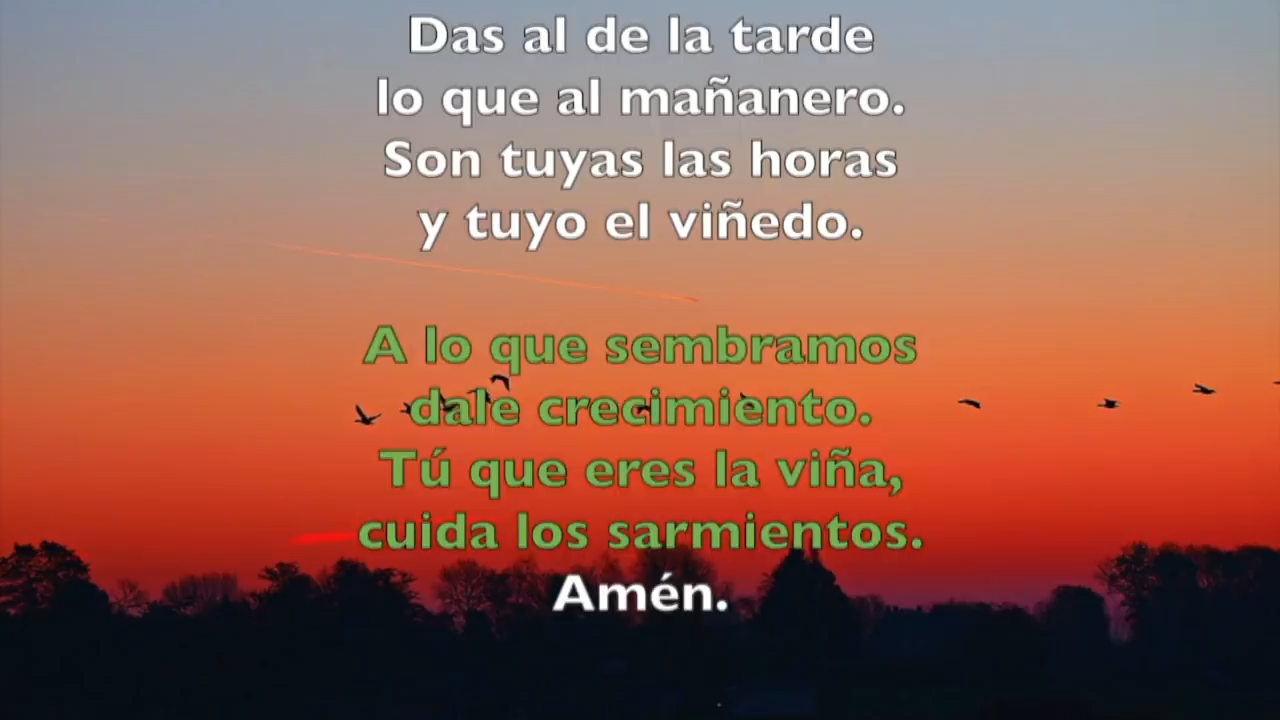 Das al de la tarde
lo que al mañanero.
Son tuyas las horas
y tuyo el viñedo.
A lo que sembramos
dale crecimiento.
Tú que eres la viña,
cuida los sarmientos.
Amén.